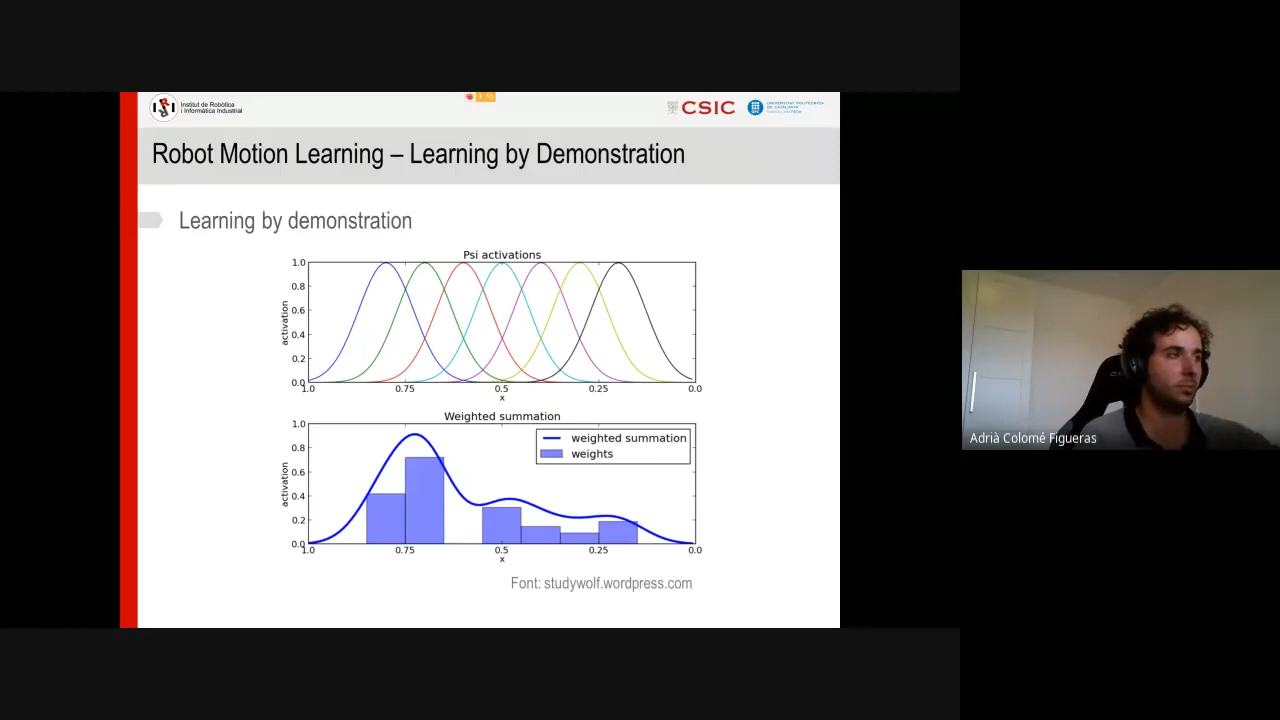 Institut de Robòtica
i Informàtica Industrial
CSIC
UNIVERSITAT POLITÈCNICA
DE CATALUNYA
BARCELONATECH
Robot Motion Learning – Learning by Demonstration
Learning by demonstration
Psi activations
1.0
0.8
0.6
0.4
0.2
0.0
activation
1.0 0.75 0.5 0.25 0.0
x
Weighted summation
1.0
0.8
0.6
0.4
0.2
0.0
activation
weighted summation
weights
1.0 0.75 0.5 0.25 0.0
x
Font: studywolf.wordpress.com
Adrià Colomé Figueras